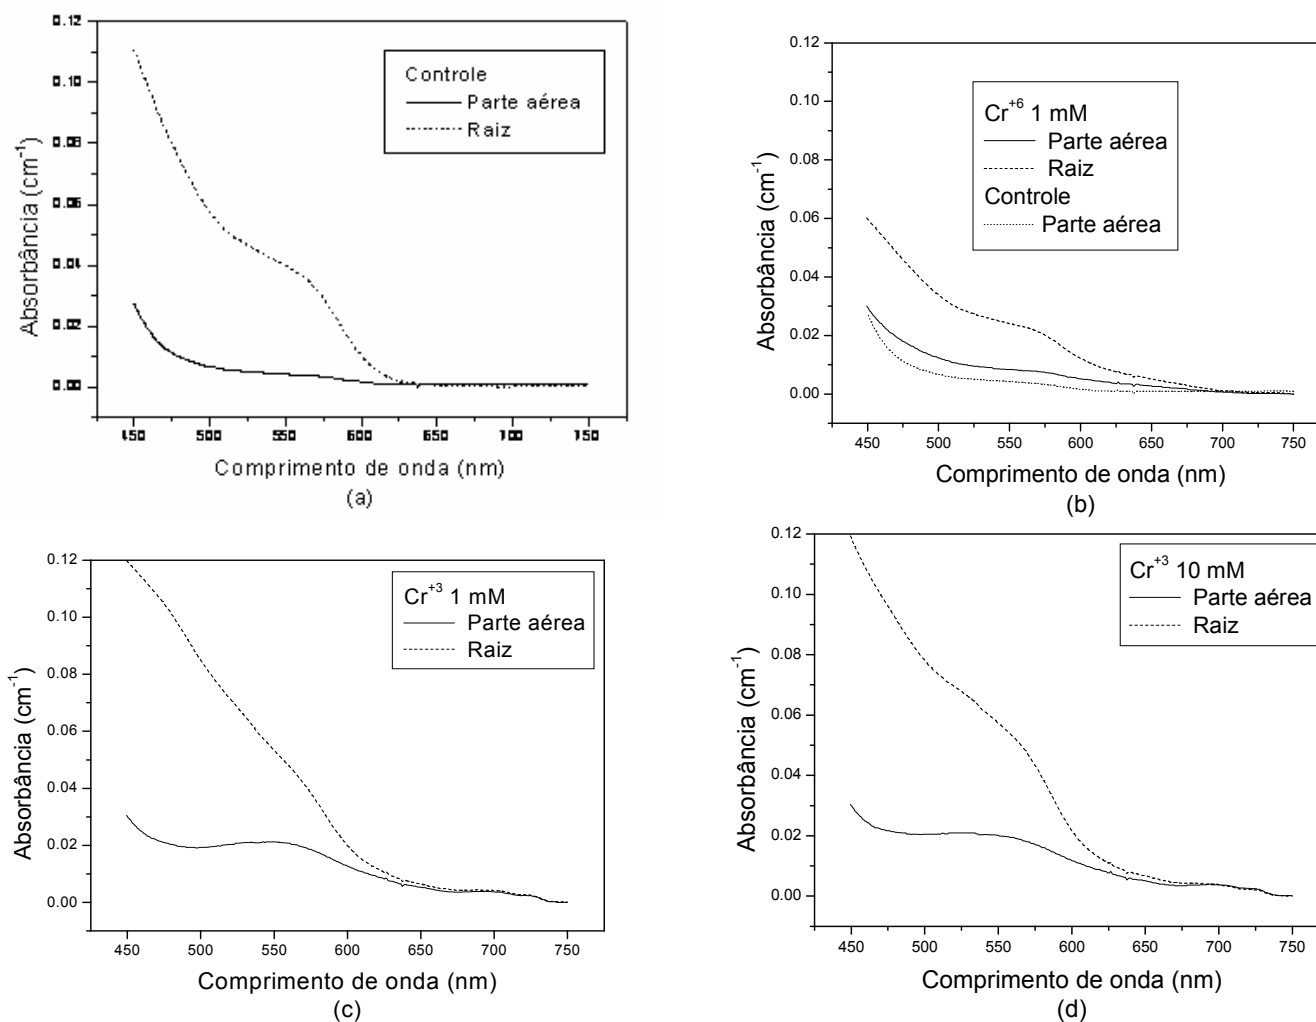 0.12
0.10
0.08
0.06
0.04
0.02
0.00
Absorbância (cm-1)
Controle
Parte aérea
Raiz
450 500 550 600 650 700 750
Comprimento de onda (nm)
(a)
0.12
0.10
0.08
0.06
0.04
0.02
0.00
Absorbância (cm-1)
Cr+6 1 mM
Parte aérea
Raiz
Controle
Parte aérea
450 500 550 600 650 700 750
Comprimento de onda (nm)
(b)
0.12
0.10
0.08
0.06
0.04
0.02
0.00
Absorbância (cm-1)
Cr+3 1 mM
Parte aérea
Raiz
450 500 550 600 650 700 750
Comprimento de onda (nm)
(c)
0.12
0.10
0.08
0.06
0.04
0.02
0.00
Absorbância (cm-1)
Cr+3 10 mM
Parte aérea
Raiz
450 500 550 600 650 700 750
Comprimento de onda (nm)
(d)